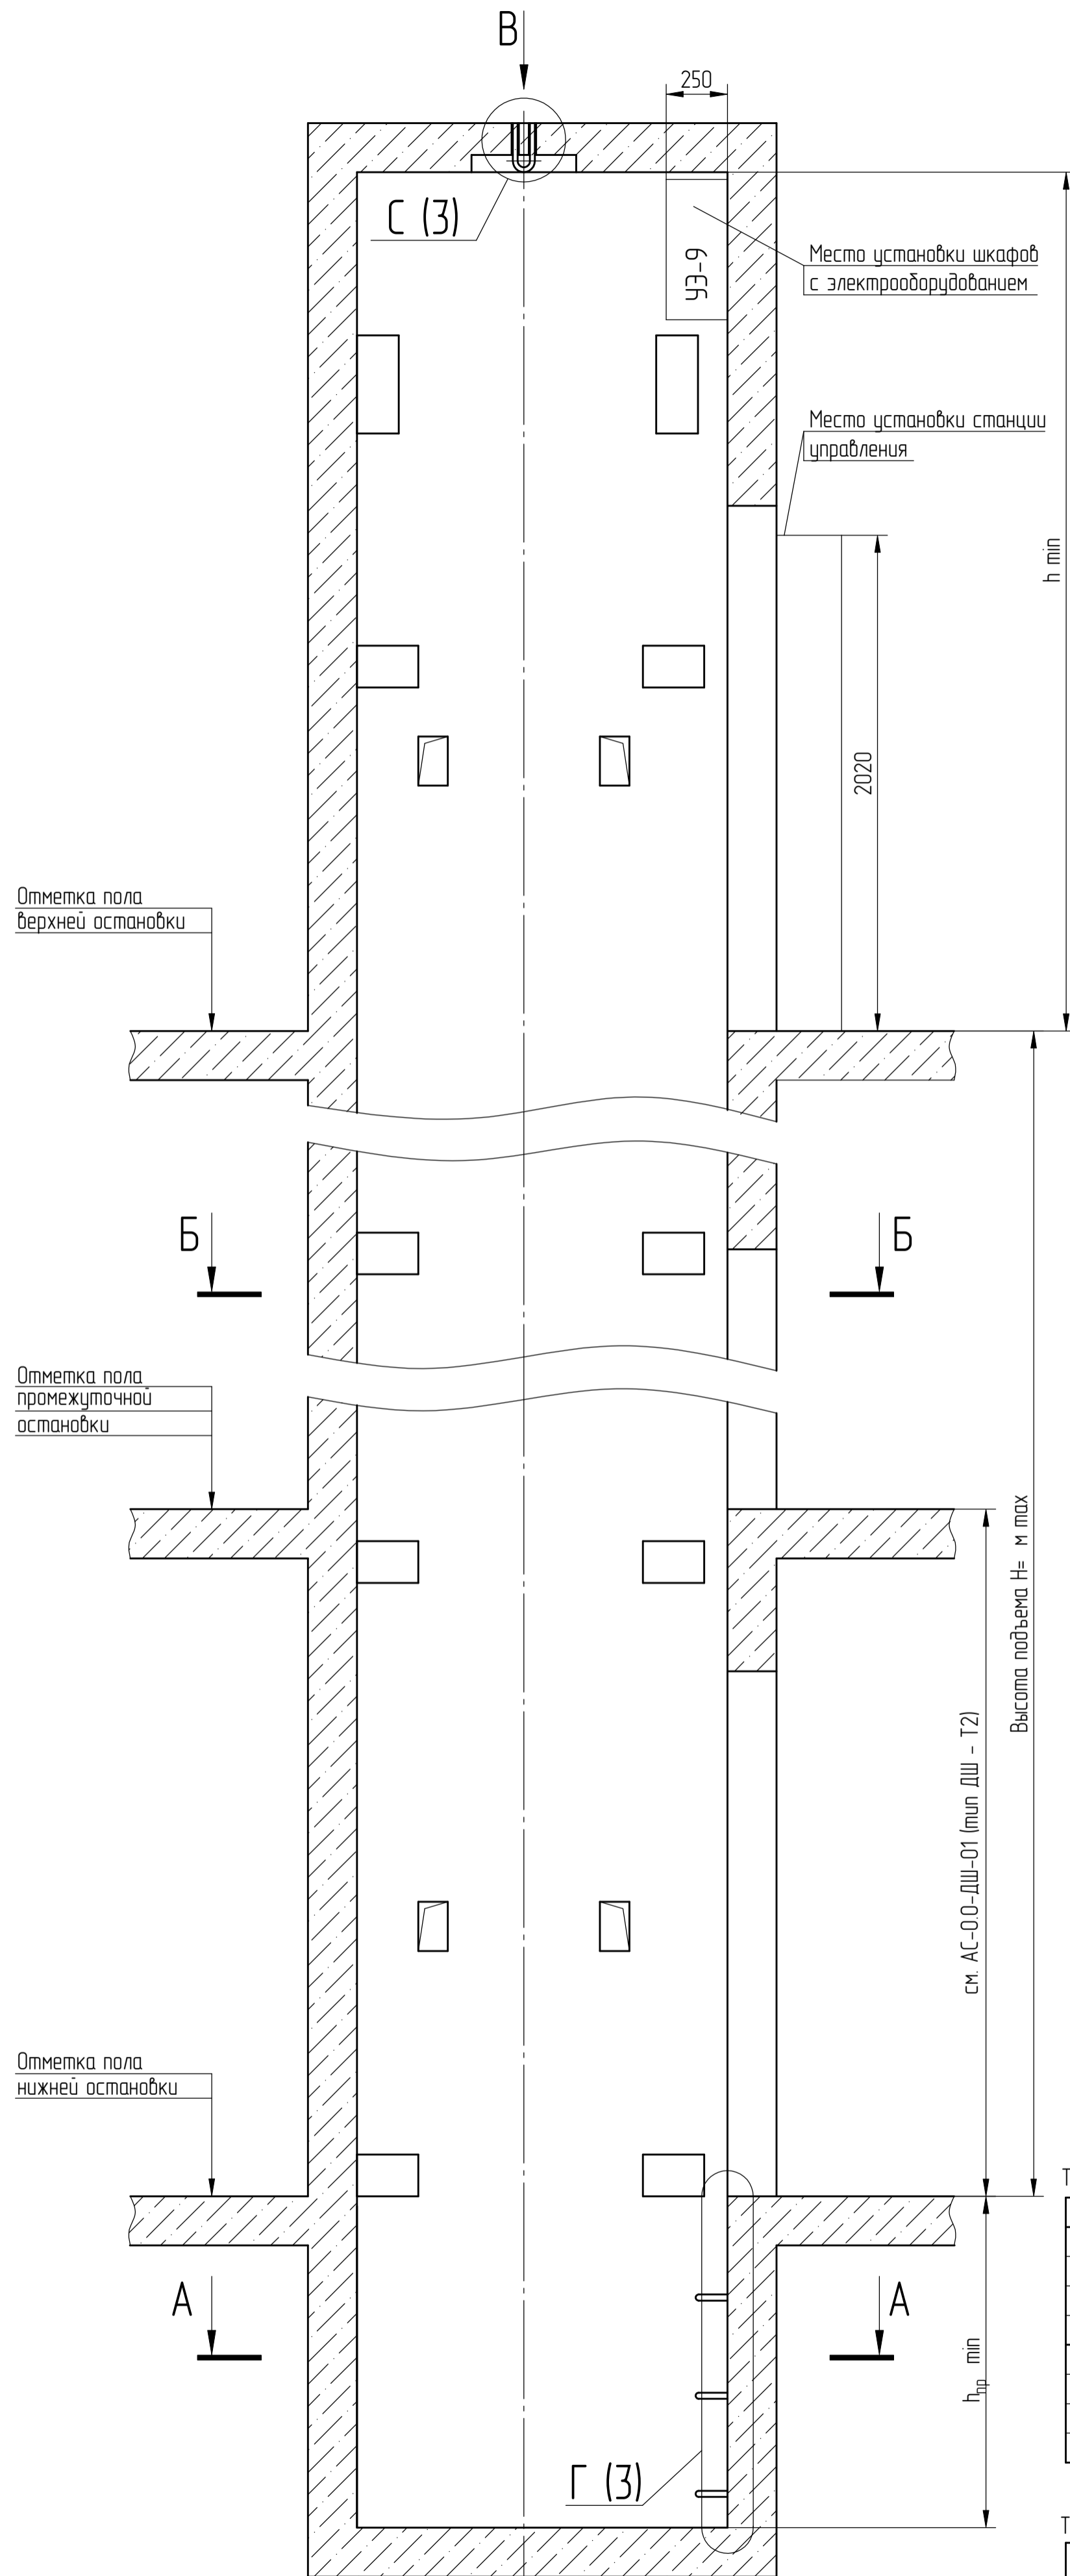 В
250
С (3)
УЭ-9
Место установки шкафов
с электрооборудованием
Место установки станции
управления
h min
2020
Отметка пола
верхней остановки
Б
Б
Отметка пола
промежуточной
остановки
Высота подъема Н= м max
см. АС-0.0-ДШ-01 (тип ДШ - Т2)
Отметка пола
нижней остановки
Т
А
А
hпр min
Г (3)
Т